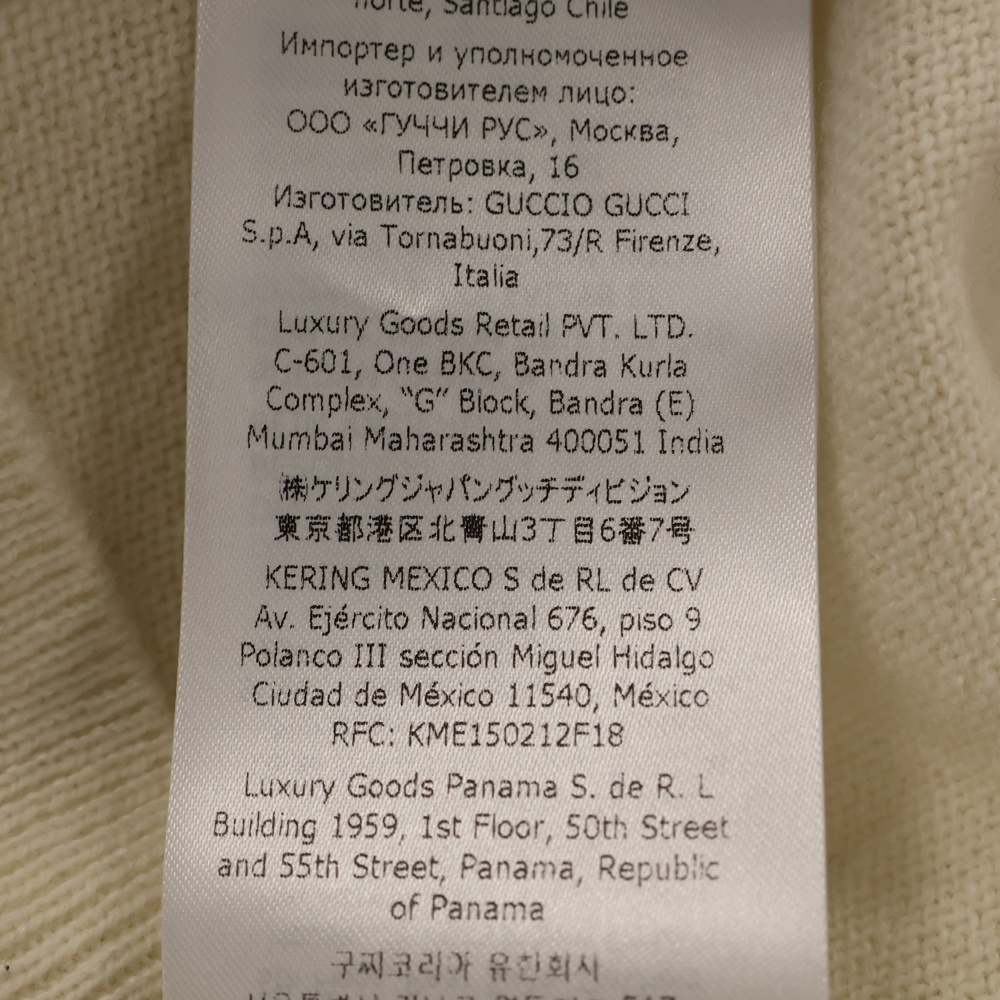 norte, Santiago Chile
Импортер и уполномоченное
изготовителем лицо:
ООО «ГУЧЧИ РУС», Москва,
Петровка, 16
Изготовитель: GUCCIO GUCCI
S.p.A, via Tornabuoni,73/R Firenze,
Italia
Luxury Goods Retail PVT. LTD.
C-601, One BKC, Bandra Kurla
Complex, “G” Block, Bandra (E)
Mumbai Maharashtra 400051 India
㈱ケリングジャパングッチディビジョン
東京都港区北青山3丁目6番7号
KERING MEXICO S de RL de CV
Av. Ejército Nacional 676, piso 9
Polanco III sección Miguel Hidalgo
Ciudad de México 11540, México
RFC: KME150212F18
Luxury Goods Panama S. de R. L
Building 1959, 1st Floor, 50th Street
and 55th Street, Panama, Republic
of Panama
구찌코리아 유한회사